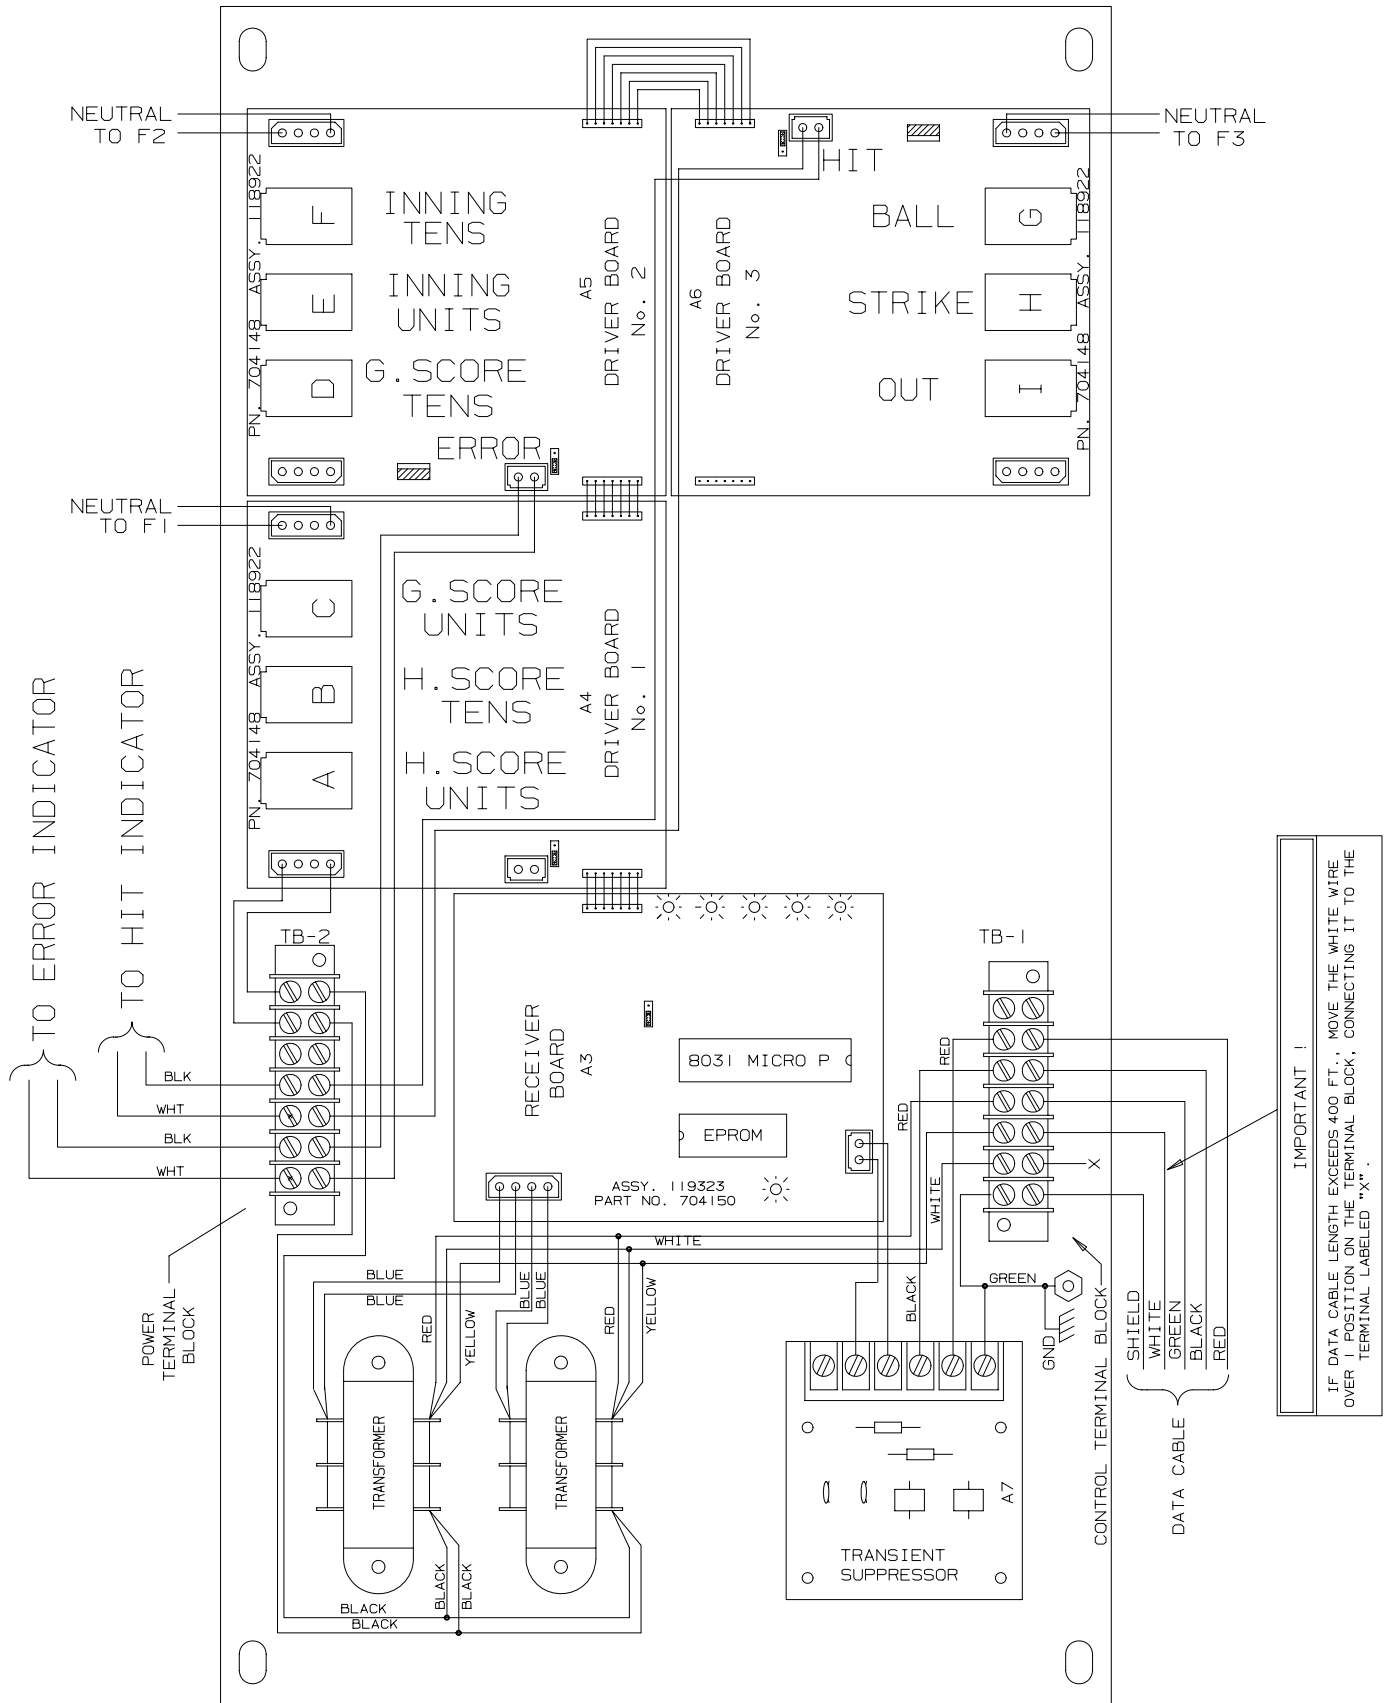 NEUTRAL
TO F2
NEUTRAL
TO F3
HIT
PN. 704148 ASSY. 118922
F
INNING
TENS
E
INNING
UNITS
D
G.SCORE
TENS
ERROR
A5
DRIVER BOARD
No. 2
A6
DRIVER BOARD
No. 3
BALL
G
STRIKE
H
OUT
I
PN. 704148 ASSY. 118922
NEUTRAL
TO F1
PN. 704148 ASSY. 118922
C
G.SCORE
UNITS
B
H.SCORE
TENS
A
H.SCORE
UNITS
A4
DRIVER BOARD
No. 1
TO ERROR INDICATOR
TO HIT INDICATOR
TB-2
BLK
WHT
BLK
WHT
POWER
TERMINAL
BLOCK
RECEIVER
BOARD
A3
8031 MICRO P
EPROM
ASSY. 119323
PART NO. 704150
TB-1
RED
RED
WHITE
WHITE
BLUE
BLUE
BLUE
BLUE
RED
YELLOW
RED
YELLOW
BLACK
GREEN
GND
TRANSFORMER
TRANSFORMER
BLACK
BLACK
BLACK
BLACK
A7
TRANSIENT
SUPPRESSOR
CONTROL TERMINAL BLOCK
X
SHIELD
WHITE
GREEN
BLACK
RED
DATA CABLE
IMPORTANT !
IF DATA CABLE LENGTH EXCEEDS 400 FT., MOVE THE WHITE WIRE
OVER 1 POSITION ON THE TERMINAL BLOCK, CONNECTING IT TO THE
TERMINAL LABELED "X".